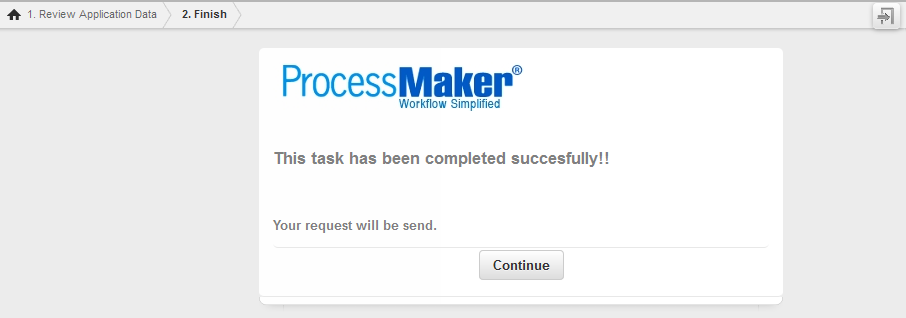 1. Review Application Data 2. Finish
ProcessMaker®
Workflow Simplified
This task has been completed succesfully!!
Your request will be send.
Continue